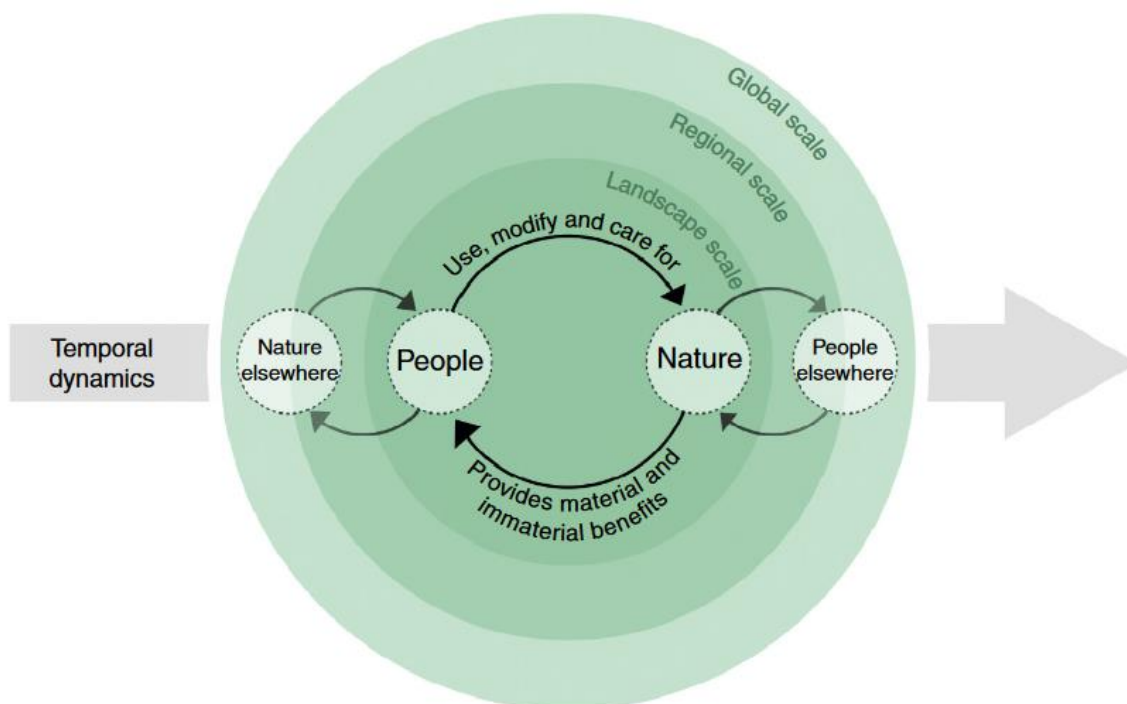 Global scale
Regional scale
Landscape scale
Use, modify and care for
Temporal
dynamics
Nature
elsewhere
People
Nature
People
elsewhere
Provides material and
immaterial benefits